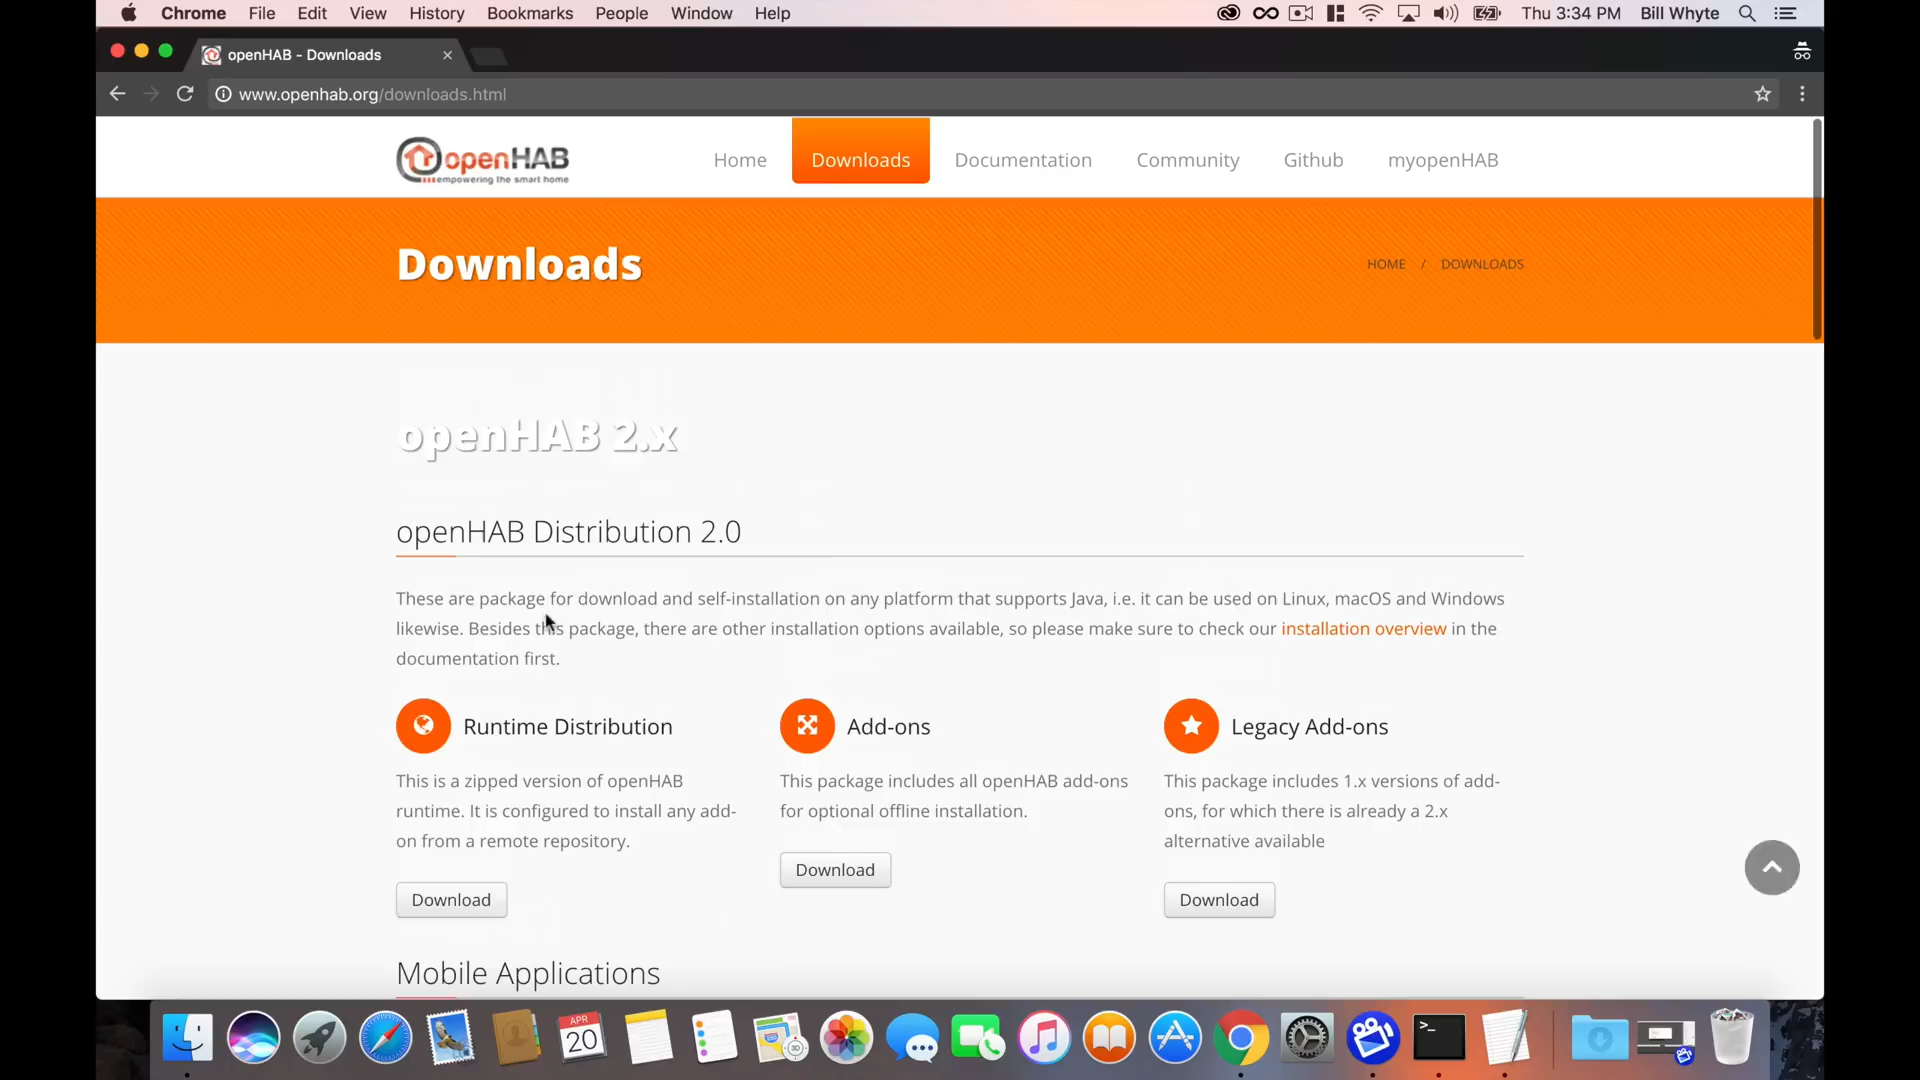 Chrome File Edit View History Bookmarks People Window Help Thu 3:34 PM Bill Whyte
openHAB - Downloads
www.openhab.org/downloads.html
openHAB
empowering the smart home
Home Downloads Documentation Community Github myopenHAB
Downloads
HOME / DOWNLOADS
openHAB 2.x
openHAB Distribution 2.0
These are package for download and self-installation on any platform that supports Java, i.e. it can be used on Linux, macOS and Windows
likewise. Besides this package, there are other installation options available, so please make sure to check our installation overview in the
documentation first.
Runtime Distribution
This is a zipped version of openHAB
runtime. It is configured to install any add-
on from a remote repository.
Download
Add-ons
This package includes all openHAB add-ons
for optional offline installation.
Download
Legacy Add-ons
This package includes 1.x versions of add-
ons, for which there is already a 2.x
alternative available
Download
Mobile Applications
APR
20